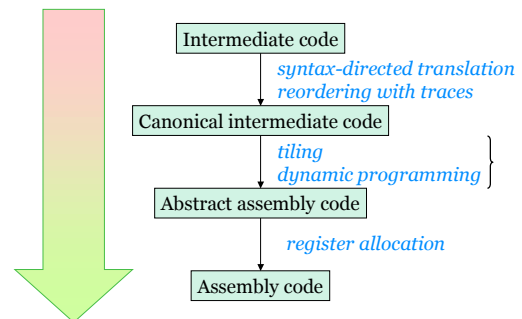 Intermediate code
syntax-directed translation
reordering with traces
Canonical intermediate code
tiling
dynamic programming
Abstract assembly code
register allocation
Assembly code